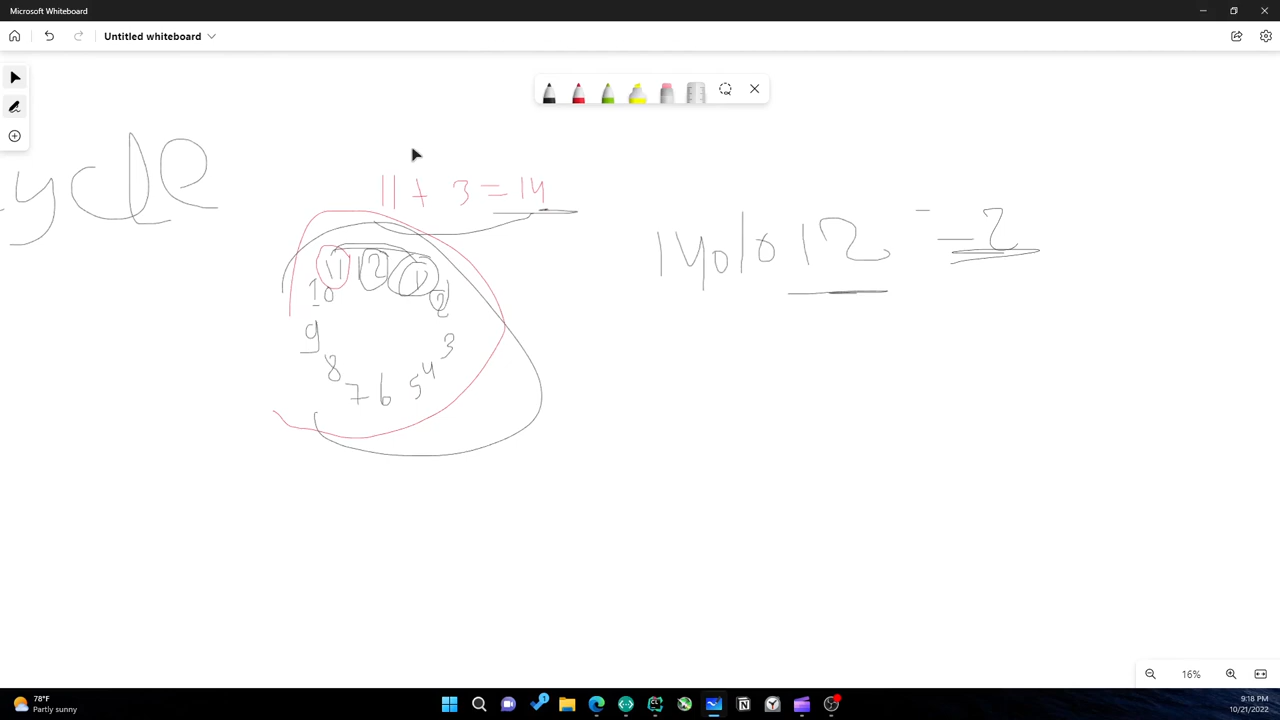 Microsoft Whiteboard
Untitled whiteboard
ycle
11 + 3 = 14
14%12 = 2
11 12 1
10 2
9 3
8 4
7 6 5
16%
78°F
Partly sunny
9:18 PM
10/21/2022